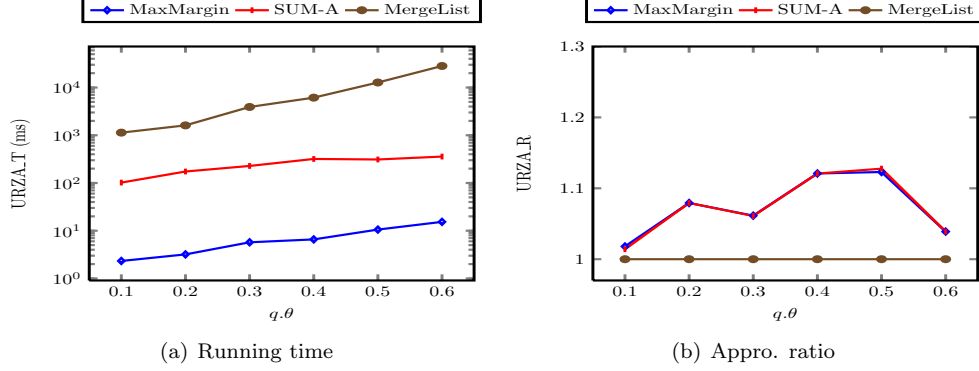 MaxMargin SUM-A MergeList
URZA_T (ms)
10^4
10^3
10^2
10^1
10^0
0.1 0.2 0.3 0.4 0.5 0.6
q.θ
(a) Running time
MaxMargin SUM-A MergeList
URZA_R
1.3
1.2
1.1
1
0.1 0.2 0.3 0.4 0.5 0.6
q.θ
(b) Appro. ratio